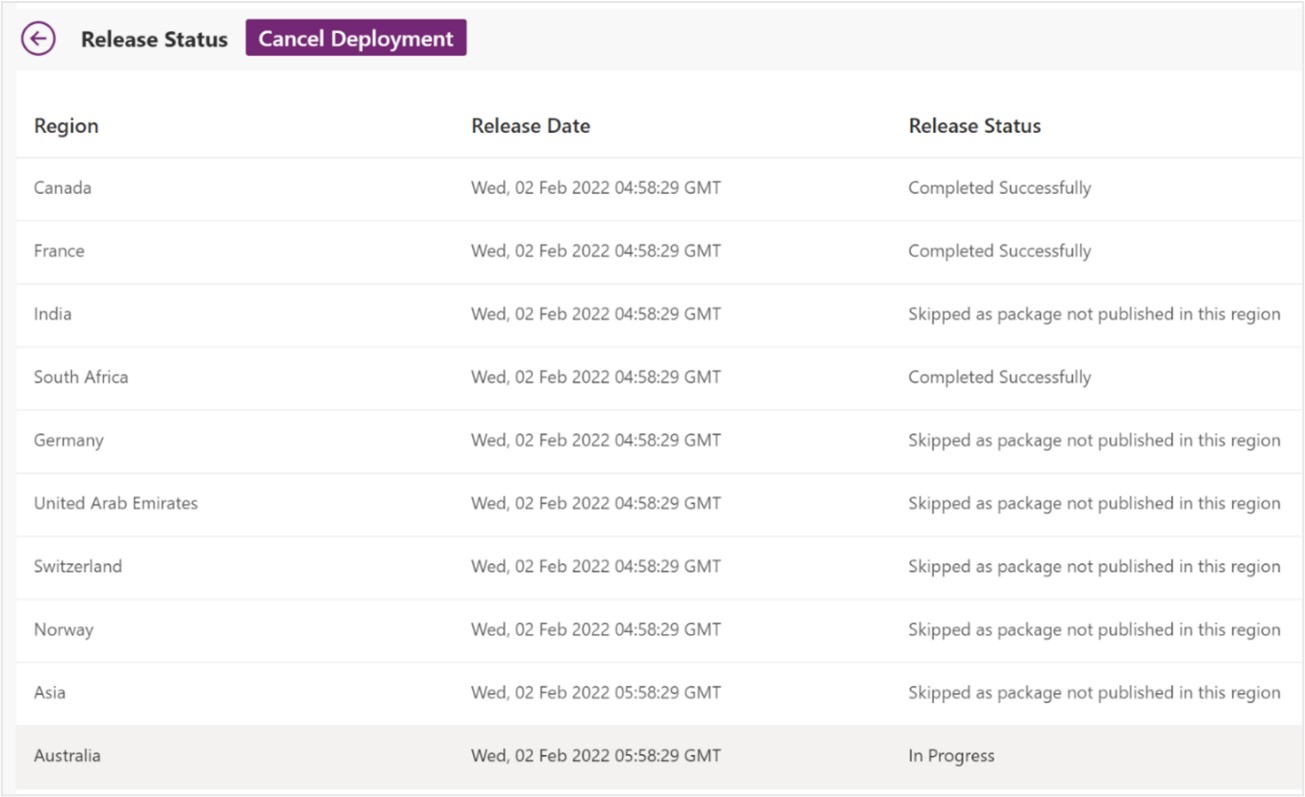 Release Status Cancel Deployment
Region Release Date Release Status
Canada Wed, 02 Feb 2022 04:58:29 GMT Completed Successfully
France Wed, 02 Feb 2022 04:58:29 GMT Completed Successfully
India Wed, 02 Feb 2022 04:58:29 GMT Skipped as package not published in this region
South Africa Wed, 02 Feb 2022 04:58:29 GMT Completed Successfully
Germany Wed, 02 Feb 2022 04:58:29 GMT Skipped as package not published in this region
United Arab Emirates Wed, 02 Feb 2022 04:58:29 GMT Skipped as package not published in this region
Switzerland Wed, 02 Feb 2022 04:58:29 GMT Skipped as package not published in this region
Norway Wed, 02 Feb 2022 04:58:29 GMT Skipped as package not published in this region
Asia Wed, 02 Feb 2022 05:58:29 GMT Skipped as package not published in this region
Australia Wed, 02 Feb 2022 05:58:29 GMT In Progress